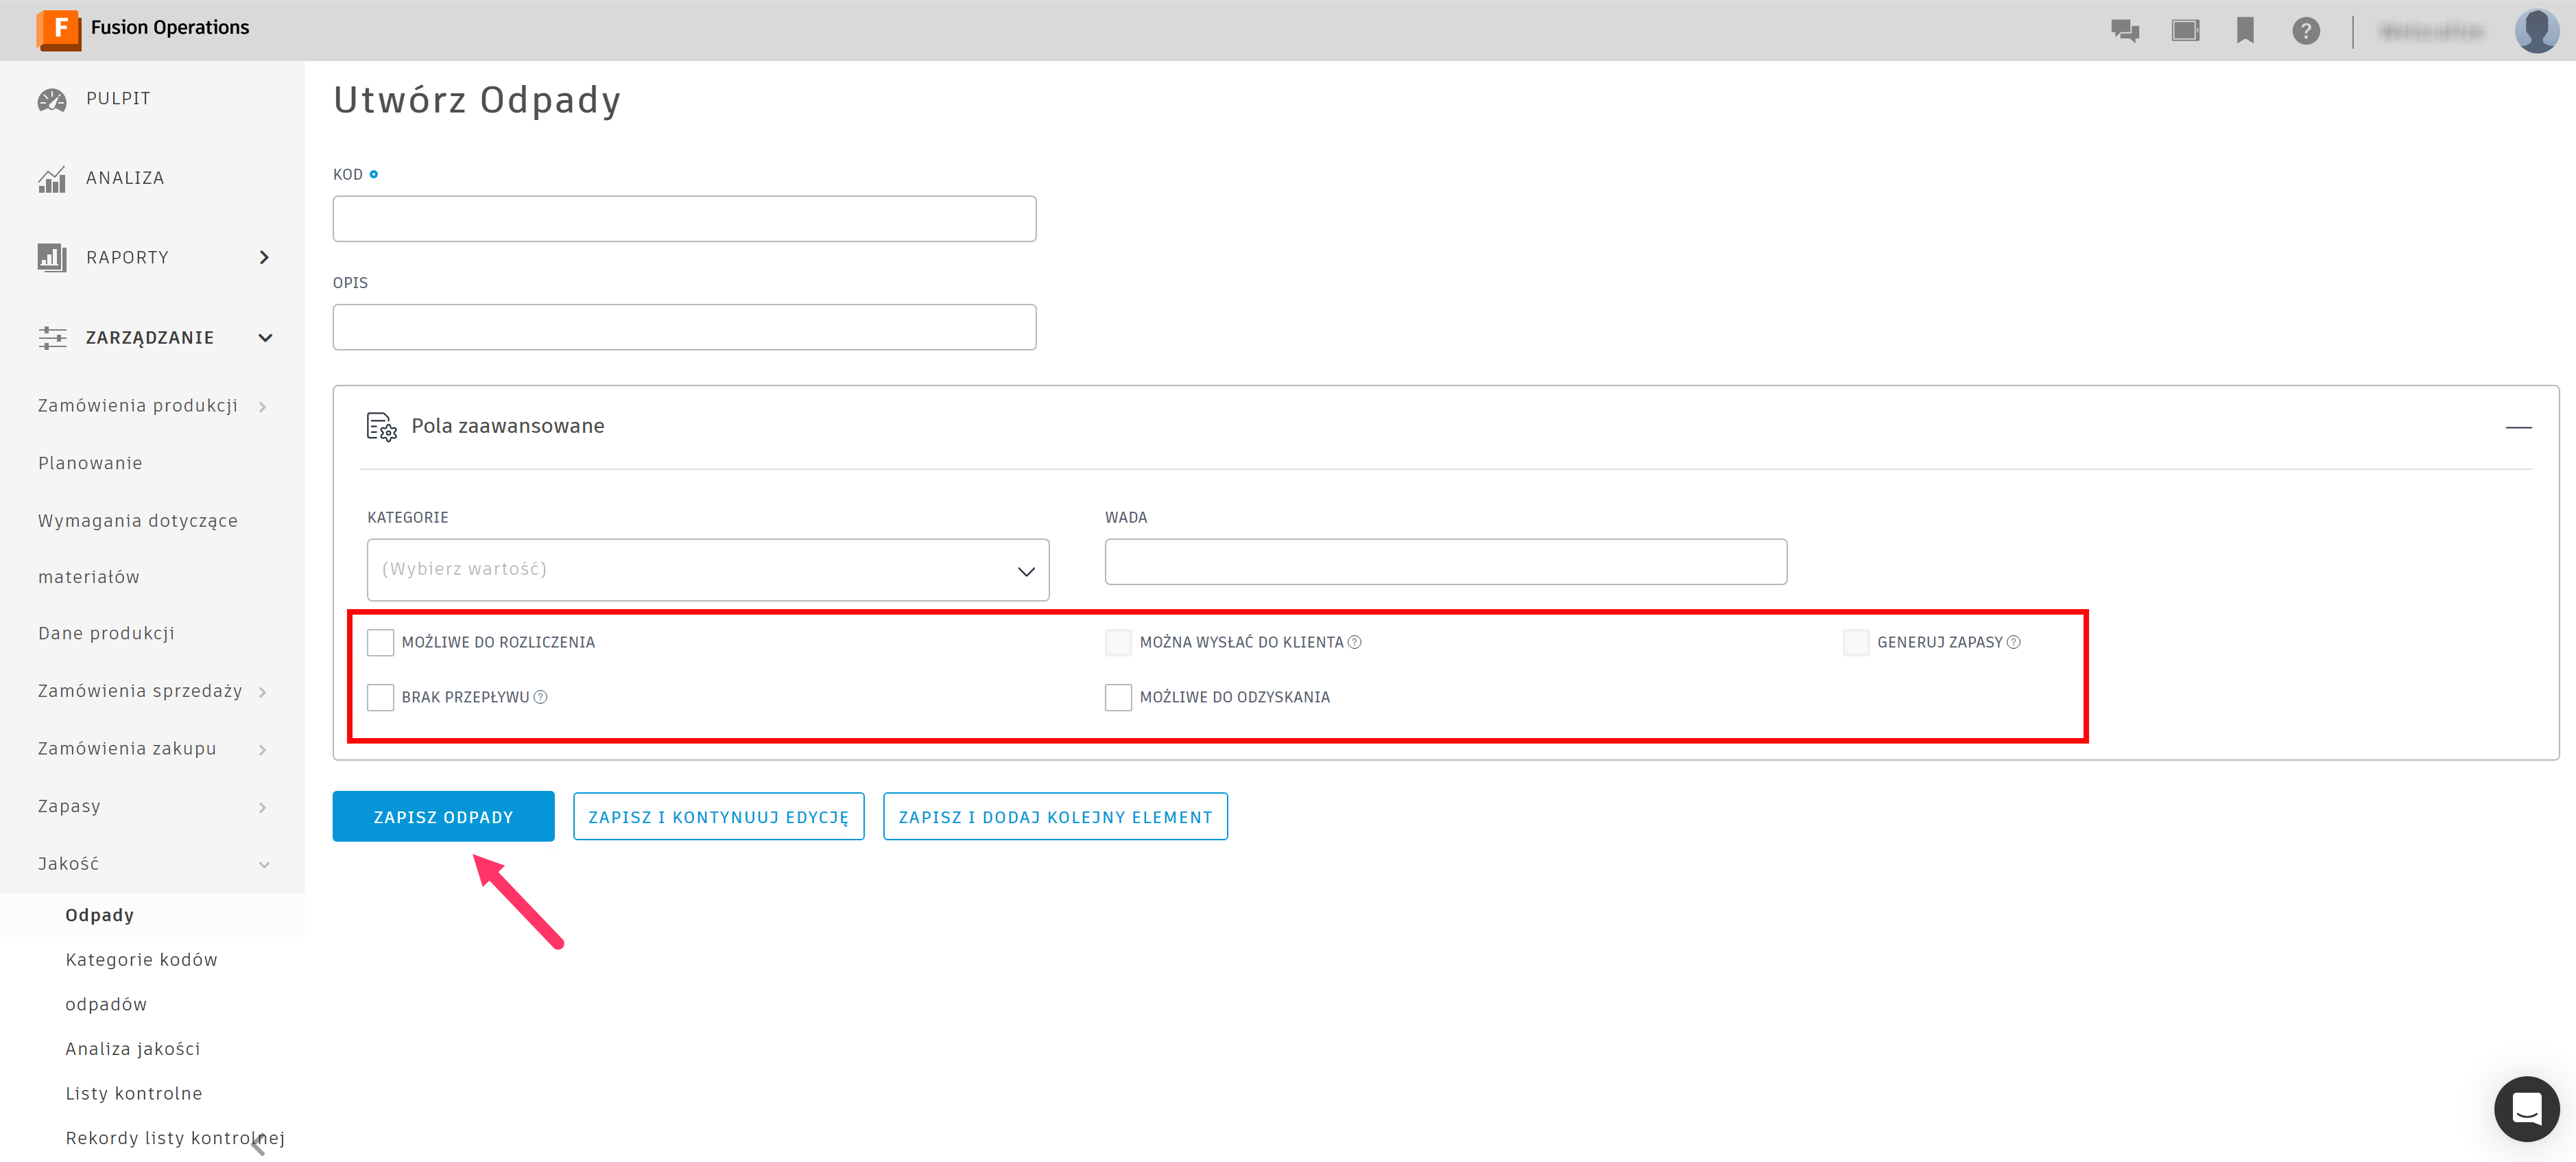 F Fusion Operations
PULPIT
ANALIZA
RAPORTY
ZARZĄDZANIE
Zamówienia produkcji
Planowanie
Wymagania dotyczące
materiałów
Dane produkcji
Zamówienia sprzedaży
Zamówienia zakupu
Zapasy
Jakość
Odpady
Kategorie kodów
odpadów
Analiza jakości
Listy kontrolne
Rekordy listy kontrolnej
Utwórz Odpady
KOD
OPIS
Pola zaawansowane
KATEGORIE
WADA
(Wybierz wartość)
MOŻLIWE DO ROZLICZENIA
MOŻNA WYSŁAĆ DO KLIENTA ?
GENERUJ ZAPASY ?
BRAK PRZEPŁYWU ?
MOŻLIWE DO ODZYSKANIA
ZAPISZ ODPADY
ZAPISZ I KONTYNUUJ EDYCJĘ
ZAPISZ I DODAJ KOLEJNY ELEMENT